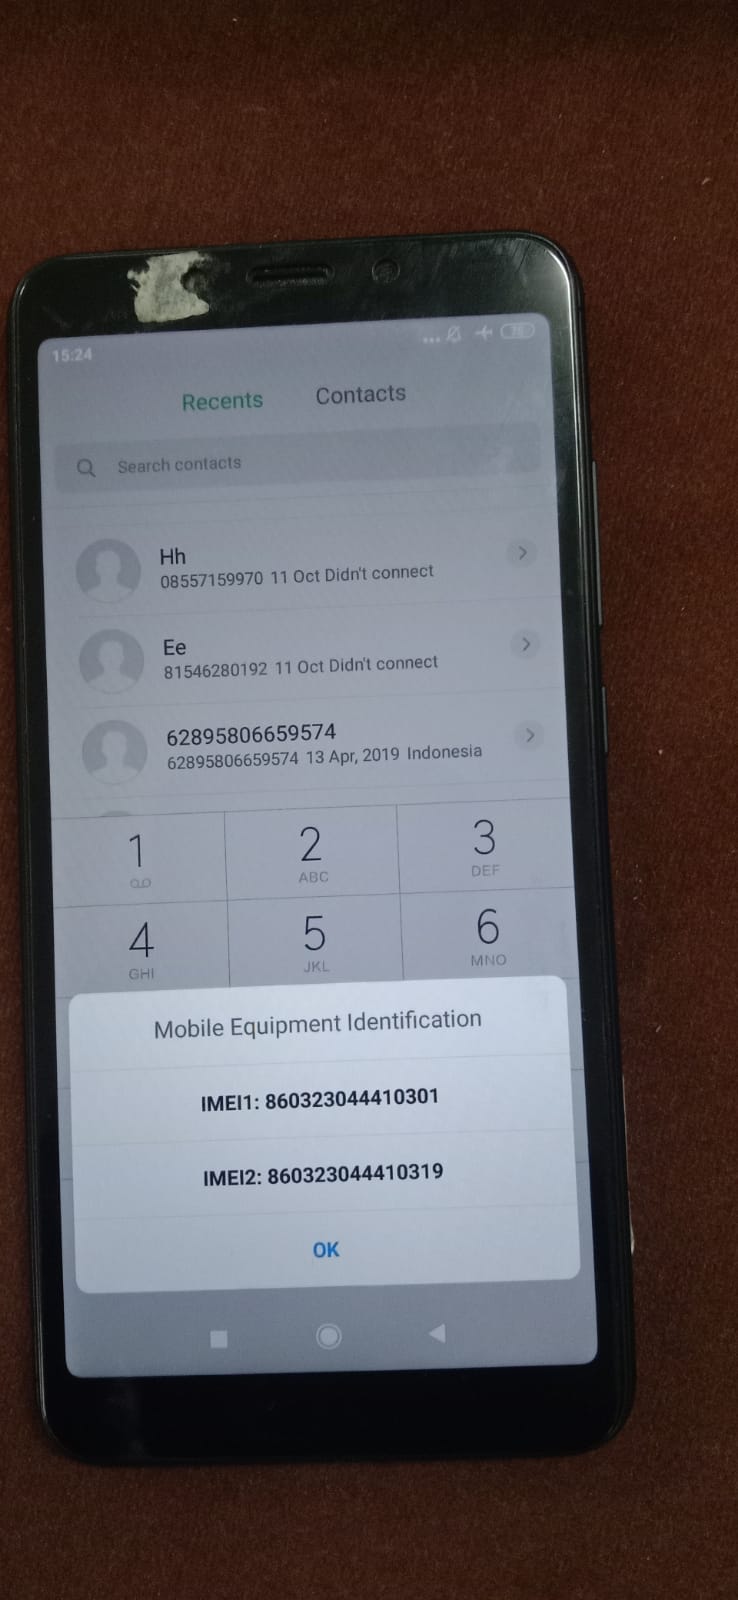 15:24
Recents Contacts
Search contacts
Hh
08557159970 11 Oct Didn't connect
Ee
81546280192 11 Oct Didn't connect
62895806659574
62895806659574 13 Apr, 2019 Indonesia
1 2 3
ABC DEF
4 5 6
GHI JKL MNO
Mobile Equipment Identification
IMEI1: 860323044410301
IMEI2: 860323044410319
OK